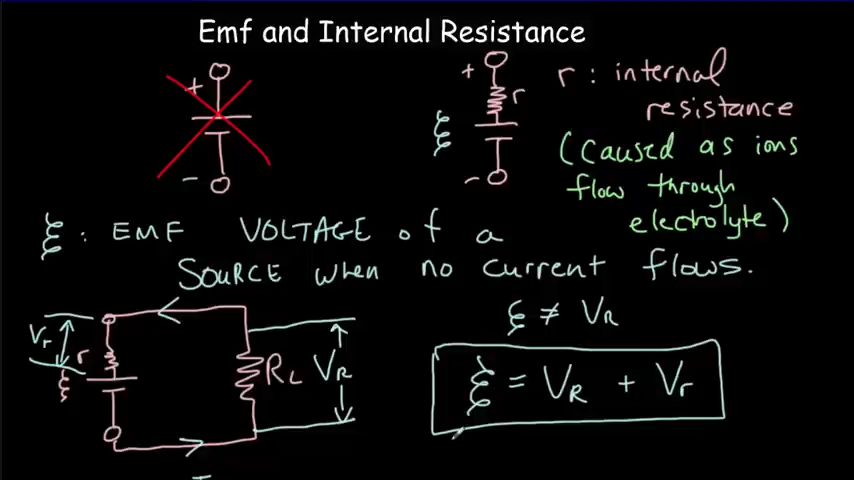 Emf and Internal Resistance
+
−
+
r
ξ
−
r : internal
resistance
(caused as ions
flow through
electrolyte)
ξ : EMF VOLTAGE of a
SOURCE when no current flows.
Vr
r
ξ
RL VR
ξ ≠ VR
ξ = VR + Vr